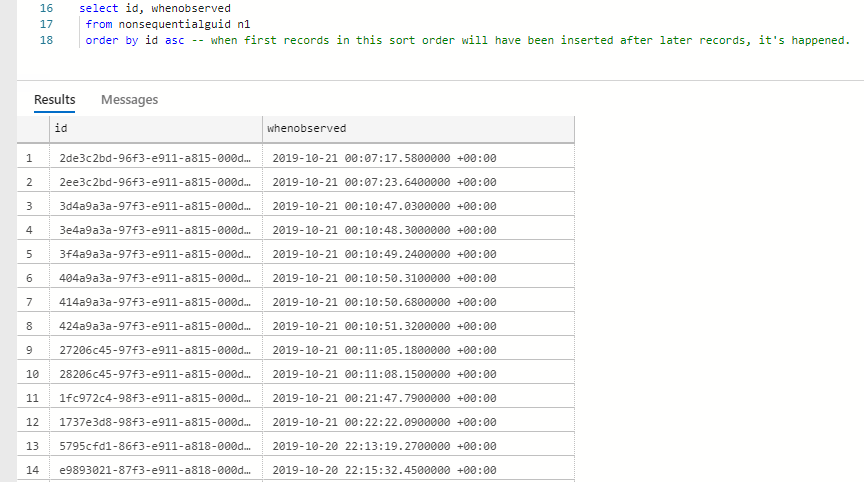 16 select id, whenobserved
17 from nonsequentialguid n1
18 order by id asc -- when first records in this sort order will have been inserted after later records, it's happened.
Results Messages
id whenobserved
1 2de3c2bd-96f3-e911-a815-000d… 2019-10-21 00:07:17.5800000 +00:00
2 2ee3c2bd-96f3-e911-a815-000d… 2019-10-21 00:07:23.6400000 +00:00
3 3d4a9a3a-97f3-e911-a815-000d… 2019-10-21 00:10:47.0300000 +00:00
4 3e4a9a3a-97f3-e911-a815-000d… 2019-10-21 00:10:48.3000000 +00:00
5 3f4a9a3a-97f3-e911-a815-000d… 2019-10-21 00:10:49.2400000 +00:00
6 404a9a3a-97f3-e911-a815-000d… 2019-10-21 00:10:50.3100000 +00:00
7 414a9a3a-97f3-e911-a815-000d… 2019-10-21 00:10:50.6800000 +00:00
8 424a9a3a-97f3-e911-a815-000d… 2019-10-21 00:10:51.3200000 +00:00
9 27206c45-97f3-e911-a815-000d… 2019-10-21 00:11:05.1800000 +00:00
10 28206c45-97f3-e911-a815-000d… 2019-10-21 00:11:08.1500000 +00:00
11 1fc972c4-98f3-e911-a815-000d… 2019-10-21 00:21:47.7900000 +00:00
12 1737e3d8-98f3-e911-a815-000d… 2019-10-21 00:22:22.0900000 +00:00
13 5795cfd1-86f3-e911-a818-000d… 2019-10-20 22:13:19.2700000 +00:00
14 e9893021-87f3-e911-a818-000d… 2019-10-20 22:15:32.4500000 +00:00